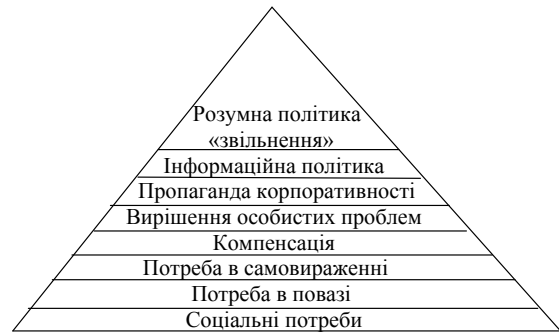 Розумна політика
«звільнення»
Інформаційна політика
Пропаганда корпоративності
Вирішення особистих проблем
Компенсація
Потреба в самовираженні
Потреба в повазі
Соціальні потреби